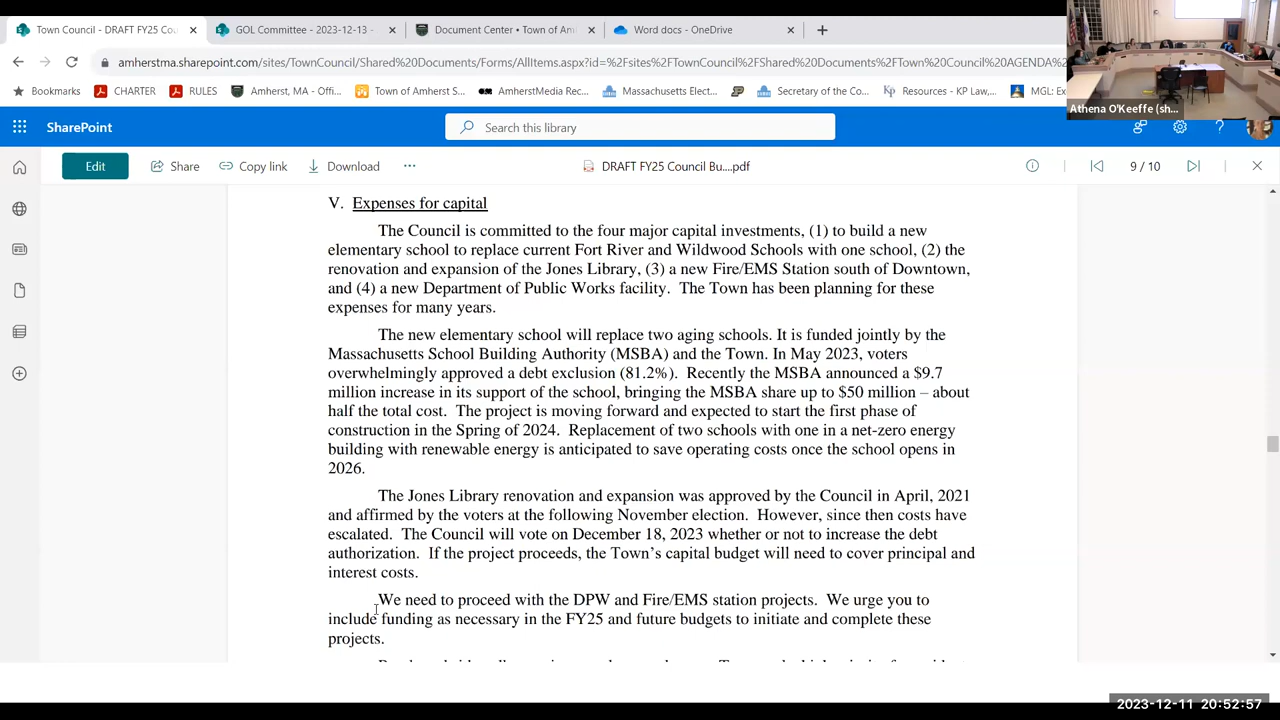 Town Council - DRAFT FY25 Cou
GOL Committee - 2023-12-13 -
Document Center • Town of Am
Word docs - OneDrive
amherstma.sharepoint.com/sites/TownCouncil/Shared%20Documents/Forms/AllItems.aspx?id=%2Fsites%2FTownCouncil%2FShared%20Documents%2FTown%20Council%20AGENDA%
Bookmarks
CHARTER
RULES
Amherst, MA - Offi...
Town of Amherst S...
AmherstMedia Rec...
Massachusetts Elect...
Secretary of the Co...
Resources - KP Law,...
MGL: Ex
Athena O'Keeffe (sh...
SharePoint
Search this library
Edit
Share
Copy link
Download
DRAFT FY25 Council Bu....pdf
9 / 10
V. Expenses for capital
The Council is committed to the four major capital investments, (1) to build a new
elementary school to replace current Fort River and Wildwood Schools with one school, (2) the
renovation and expansion of the Jones Library, (3) a new Fire/EMS Station south of Downtown,
and (4) a new Department of Public Works facility. The Town has been planning for these
expenses for many years.
The new elementary school will replace two aging schools. It is funded jointly by the
Massachusetts School Building Authority (MSBA) and the Town. In May 2023, voters
overwhelmingly approved a debt exclusion (81.2%). Recently the MSBA announced a $9.7
million increase in its support of the school, bringing the MSBA share up to $50 million – about
half the total cost. The project is moving forward and expected to start the first phase of
construction in the Spring of 2024. Replacement of two schools with one in a net-zero energy
building with renewable energy is anticipated to save operating costs once the school opens in
2026.
The Jones Library renovation and expansion was approved by the Council in April, 2021
and affirmed by the voters at the following November election. However, since then costs have
escalated. The Council will vote on December 18, 2023 whether or not to increase the debt
authorization. If the project proceeds, the Town's capital budget will need to cover principal and
interest costs.
We need to proceed with the DPW and Fire/EMS station projects. We urge you to
include funding as necessary in the FY25 and future budgets to initiate and complete these
projects.
2023-12-11 20:52:57